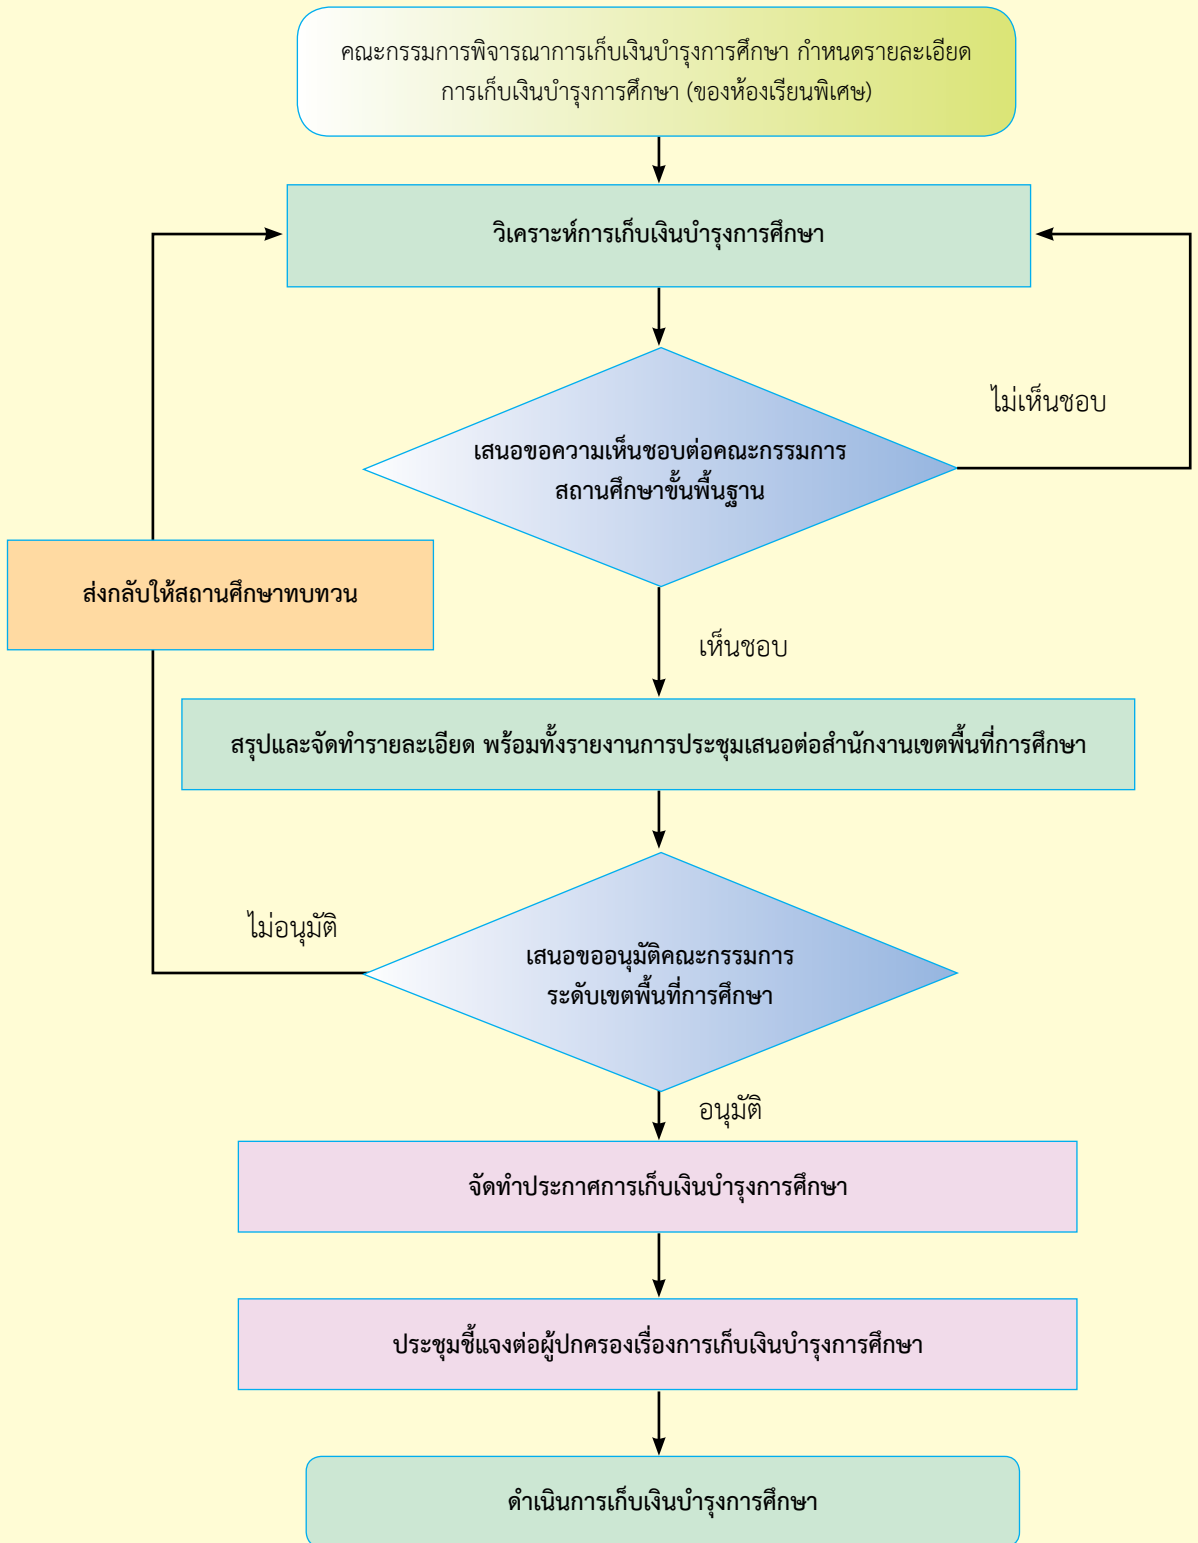 คณะกรรมการพิจารณาการเก็บเงินบำรุงการศึกษา กำหนดรายละเอียด
การเก็บเงินบำรุงการศึกษา (ของห้องเรียนพิเศษ)
วิเคราะห์การเก็บเงินบำรุงการศึกษา
ไม่เห็นชอบ
เสนอขอความเห็นชอบต่อคณะกรรมการ
สถานศึกษาขั้นพื้นฐาน
ส่งกลับให้สถานศึกษาทบทวน
เห็นชอบ
สรุปและจัดทำรายละเอียด พร้อมทั้งรายงานการประชุมเสนอต่อสำนักงานเขตพื้นที่การศึกษา
ไม่อนุมัติ
เสนอขออนุมัติคณะกรรมการ
ระดับเขตพื้นที่การศึกษา
อนุมัติ
จัดทำประกาศการเก็บเงินบำรุงการศึกษา
ประชุมชี้แจงต่อผู้ปกครองเรื่องการเก็บเงินบำรุงการศึกษา
ดำเนินการเก็บเงินบำรุงการศึกษา